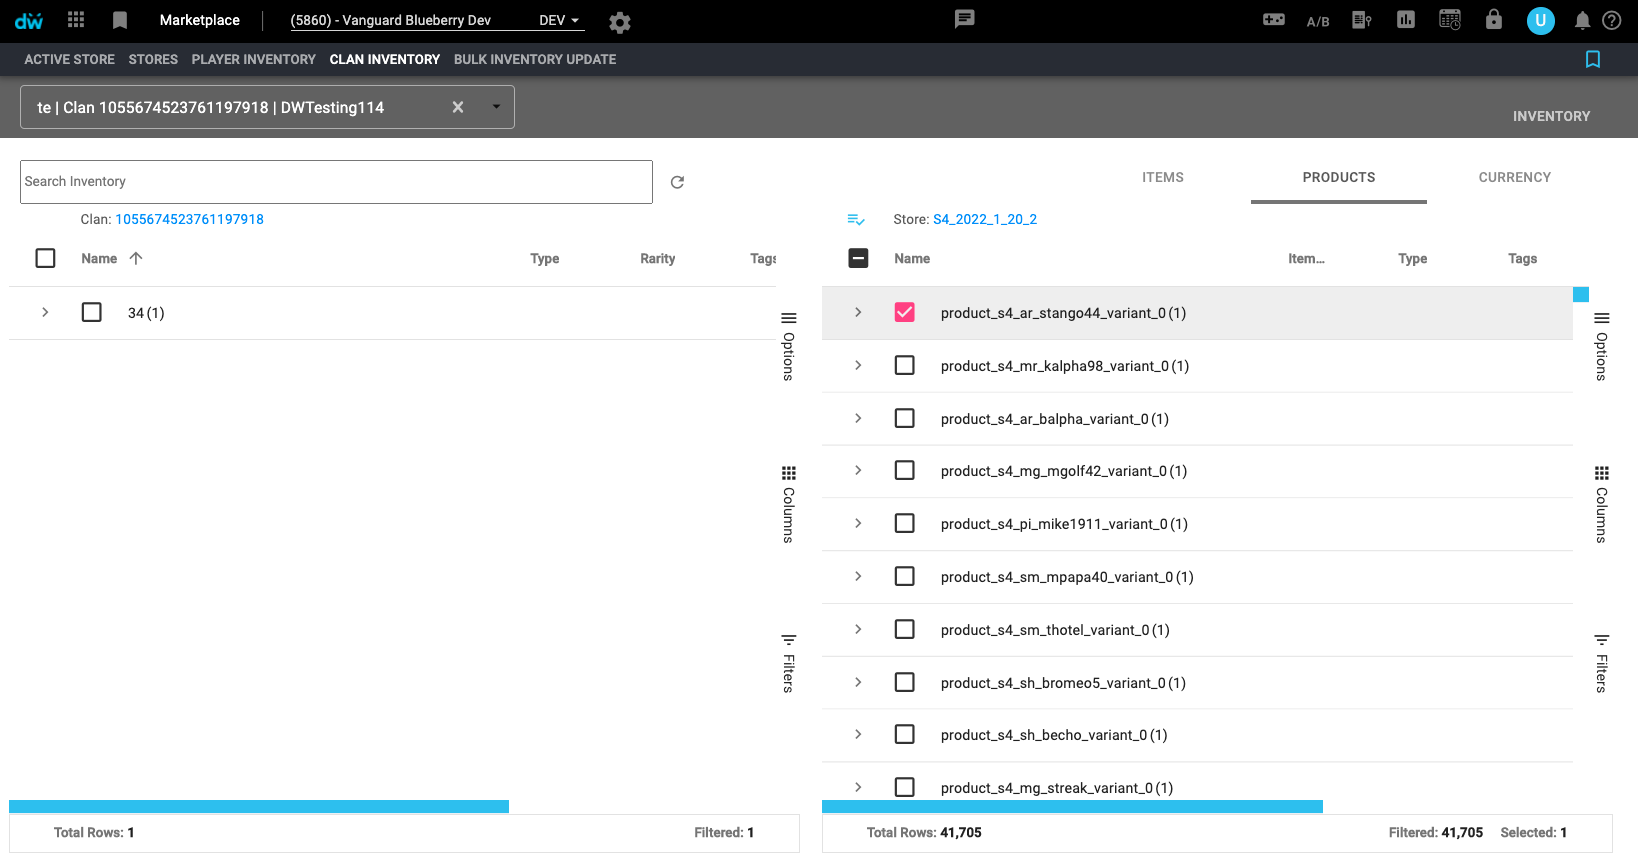 dw Marketplace (5860) - Vanguard Blueberry Dev DEV A/B U
ACTIVE STORE STORES PLAYER INVENTORY CLAN INVENTORY BULK INVENTORY UPDATE
te | Clan 1055674523761197918 | DWTesting114
INVENTORY
Search Inventory
ITEMS PRODUCTS CURRENCY
Clan: 1055674523761197918
Store: S4_2022_1_20_2
Name Type Rarity Tags
Name Item... Type Tags
34 (1)
Options
Columns
Filters
product_s4_ar_stango44_variant_0 (1)
product_s4_mr_kalpha98_variant_0 (1)
product_s4_ar_balpha_variant_0 (1)
product_s4_mg_mgolf42_variant_0 (1)
product_s4_pi_mike1911_variant_0 (1)
product_s4_sm_mpapa40_variant_0 (1)
product_s4_sm_thotel_variant_0 (1)
product_s4_sh_bromeo5_variant_0 (1)
product_s4_sh_becho_variant_0 (1)
product_s4_mg_streak_variant_0 (1)
Options
Columns
Filters
Total Rows: 1 Filtered: 1
Total Rows: 41,705 Filtered: 41,705 Selected: 1